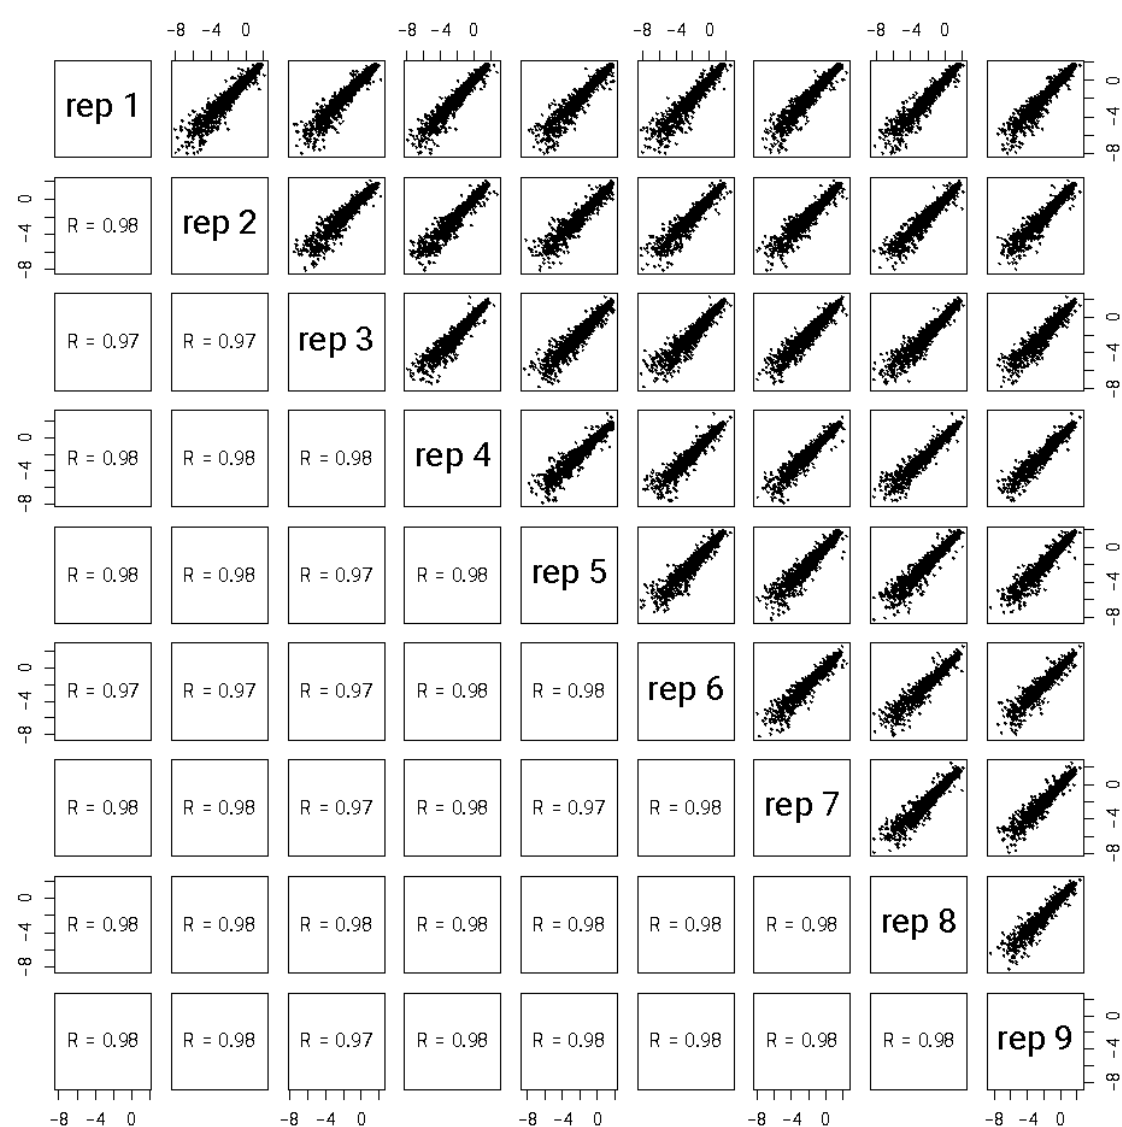 −8 −4 0 −8 −4 0 −8 −4 0 −8 −4 0
rep 1
0
−4
−8
0
−4
−8
R = 0.98 rep 2
R = 0.97 R = 0.97 rep 3
0
−4
−8
0
−4
−8
R = 0.98 R = 0.98 R = 0.98 rep 4
R = 0.98 R = 0.98 R = 0.97 R = 0.98 rep 5
0
−4
−8
0
−4
−8
R = 0.97 R = 0.97 R = 0.97 R = 0.98 R = 0.98 rep 6
R = 0.98 R = 0.98 R = 0.97 R = 0.98 R = 0.97 R = 0.98 rep 7
0
−4
−8
0
−4
−8
R = 0.98 R = 0.98 R = 0.98 R = 0.98 R = 0.98 R = 0.98 R = 0.98 rep 8
R = 0.98 R = 0.98 R = 0.97 R = 0.98 R = 0.98 R = 0.98 R = 0.98 R = 0.98 rep 9
0
−4
−8
−8 −4 0 −8 −4 0 −8 −4 0 −8 −4 0 −8 −4 0